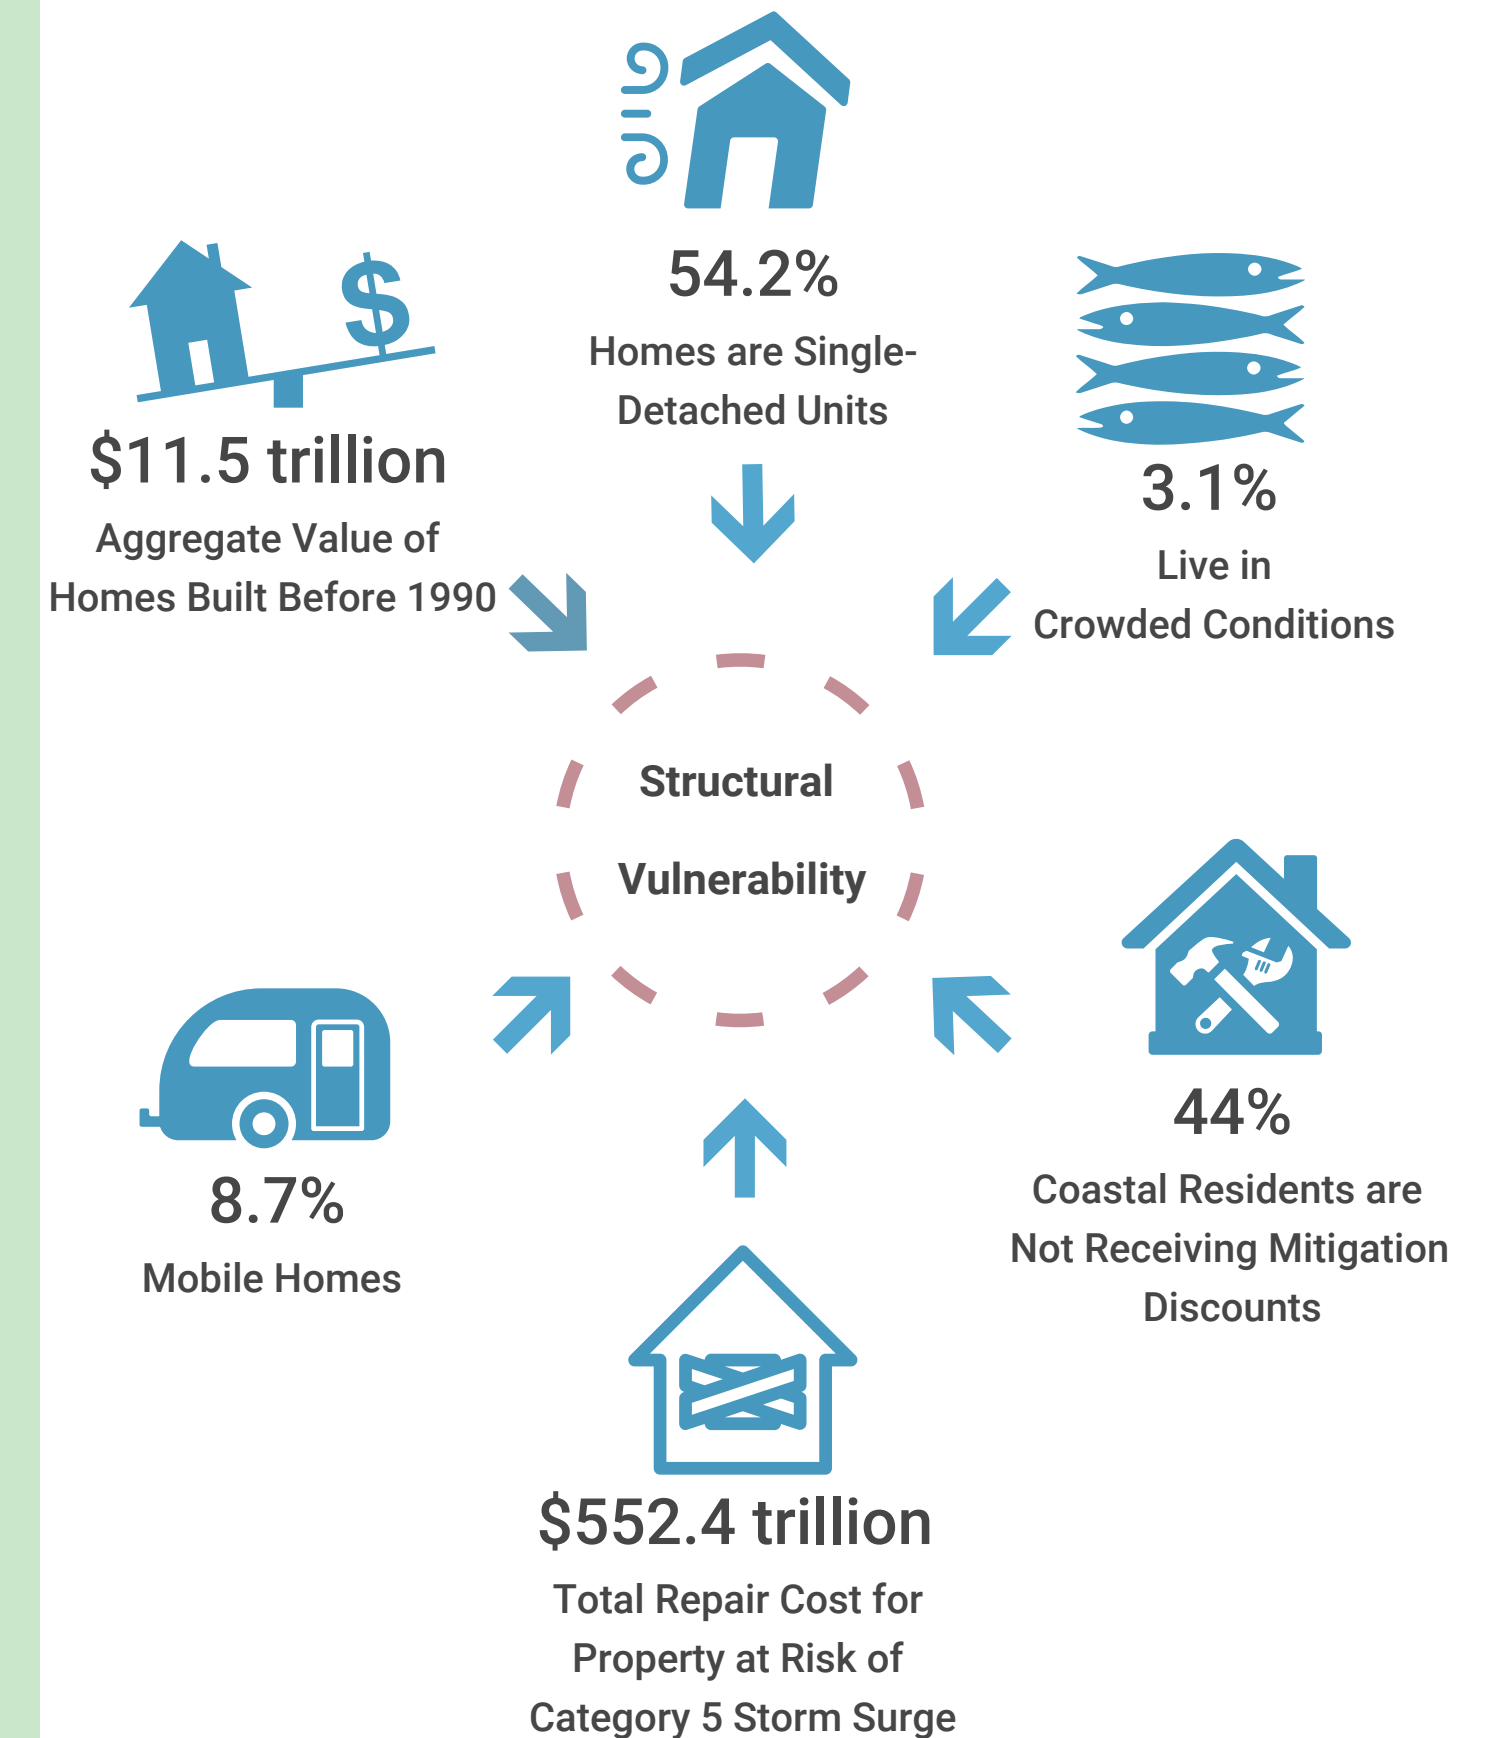 54.2%
Homes are Single-
Detached Units
$11.5 trillion
Aggregate Value of
Homes Built Before 1990
3.1%
Live in
Crowded Conditions
Structural
Vulnerability
8.7%
Mobile Homes
44%
Coastal Residents are
Not Receiving Mitigation
Discounts
$552.4 trillion
Total Repair Cost for
Property at Risk of
Category 5 Storm Surge